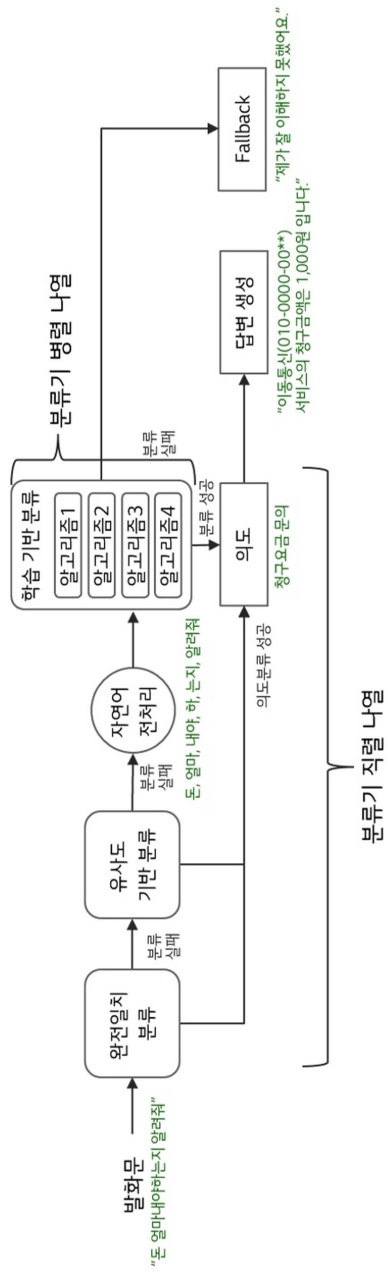 발화문
"돈 얼마내야하는지 알려줘"
완전일치
분류
분류
실패
유사도
기반 분류
분류
실패
자연어
전처리
돈, 얼마, 내야, 하, 는지, 알려줘
학습 기반 분류
알고리즘1
알고리즘2
알고리즘3
알고리즘4
분류기 병렬 나열
분류
실패
분류 성공
의도분류 성공
의도
청구요금 문의
답변 생성
"이동통신(010-0000-00**)
서비스의 청구금액은 1,000원 입니다."
Fallback
"제가 잘 이해하지 못했어요."
분류기 직렬 나열